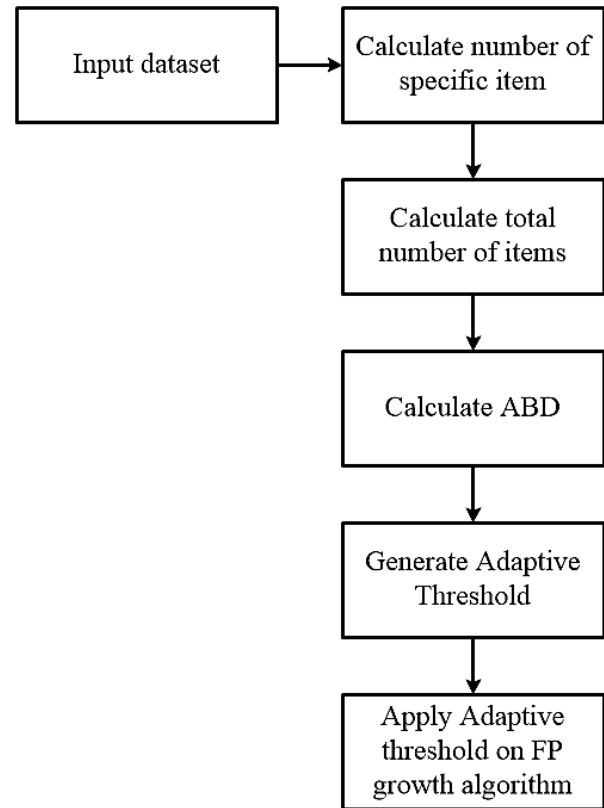 Input dataset
Calculate number of
specific item
Calculate total
number of items
Calculate ABD
Generate Adaptive
Threshold
Apply Adaptive
threshold on FP
growth algorithm